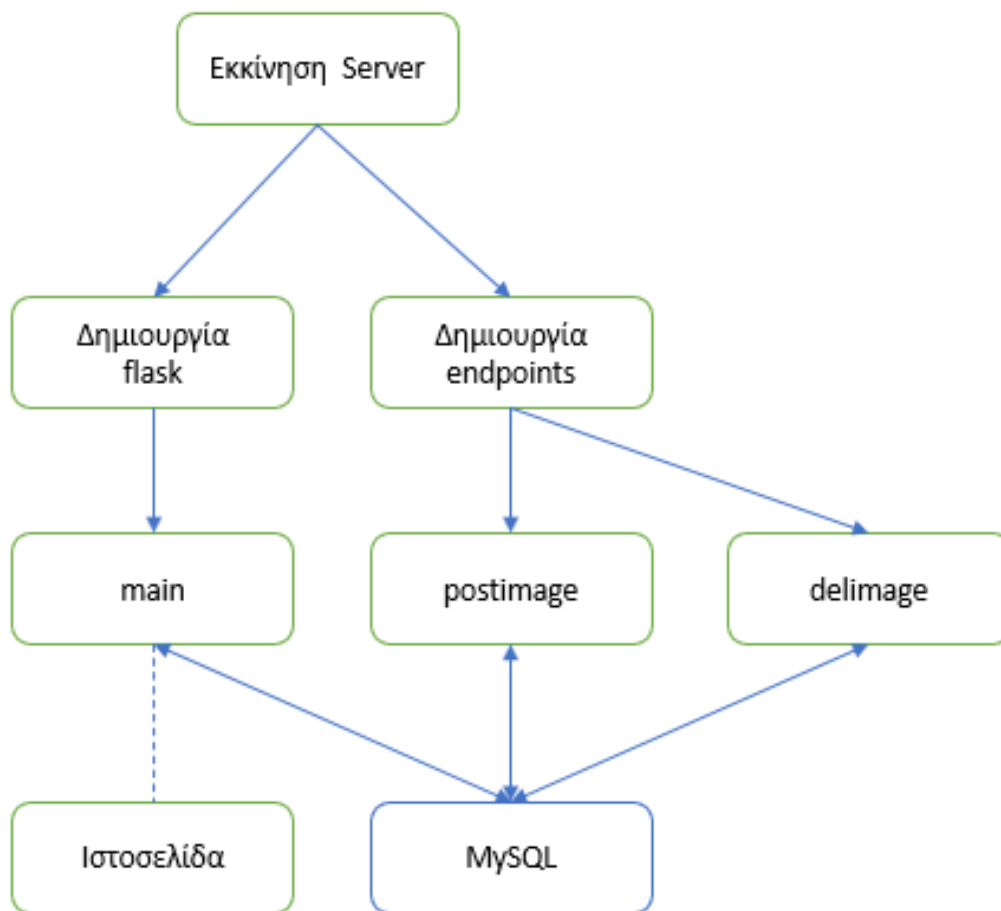 Εκκίνηση Server
Δημιουργία
flask
Δημιουργία
endpoints
main
postimage
delimage
Ιστοσελίδα
MySQL